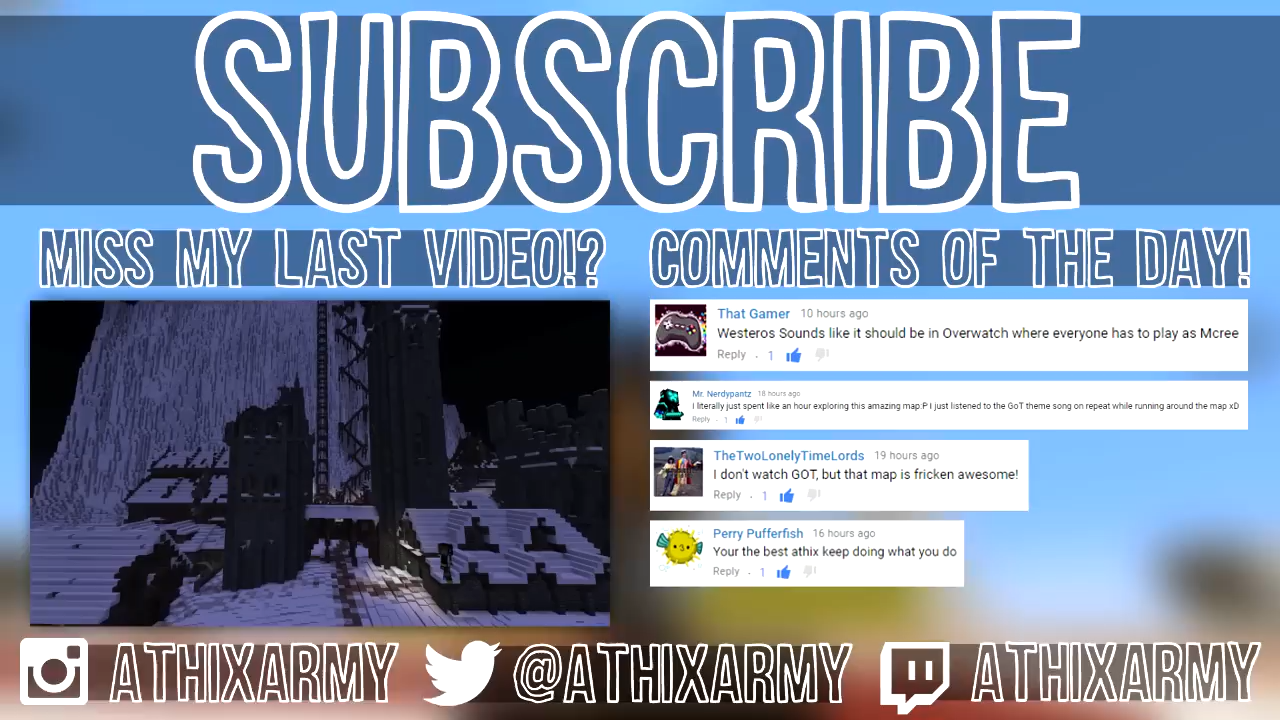 SUBSCRIBE
MISS MY LAST VIDEO!?
COMMENTS OF THE DAY!
That Gamer 10 hours ago
Westeros Sounds like it should be in Overwatch where everyone has to play as Mcree
Reply · 1
Mr. Nerdypantz 18 hours ago
I literally just spent like an hour exploring this amazing map:P I just listened to the GoT theme song on repeat while running around the map xD
Reply · 1
TheTwoLonelyTimeLords 19 hours ago
I don't watch GOT, but that map is fricken awesome!
Reply · 1
Perry Pufferfish 16 hours ago
Your the best athix keep doing what you do
Reply · 1
ATHIXARMY @ATHIXARMY ATHIXARMY